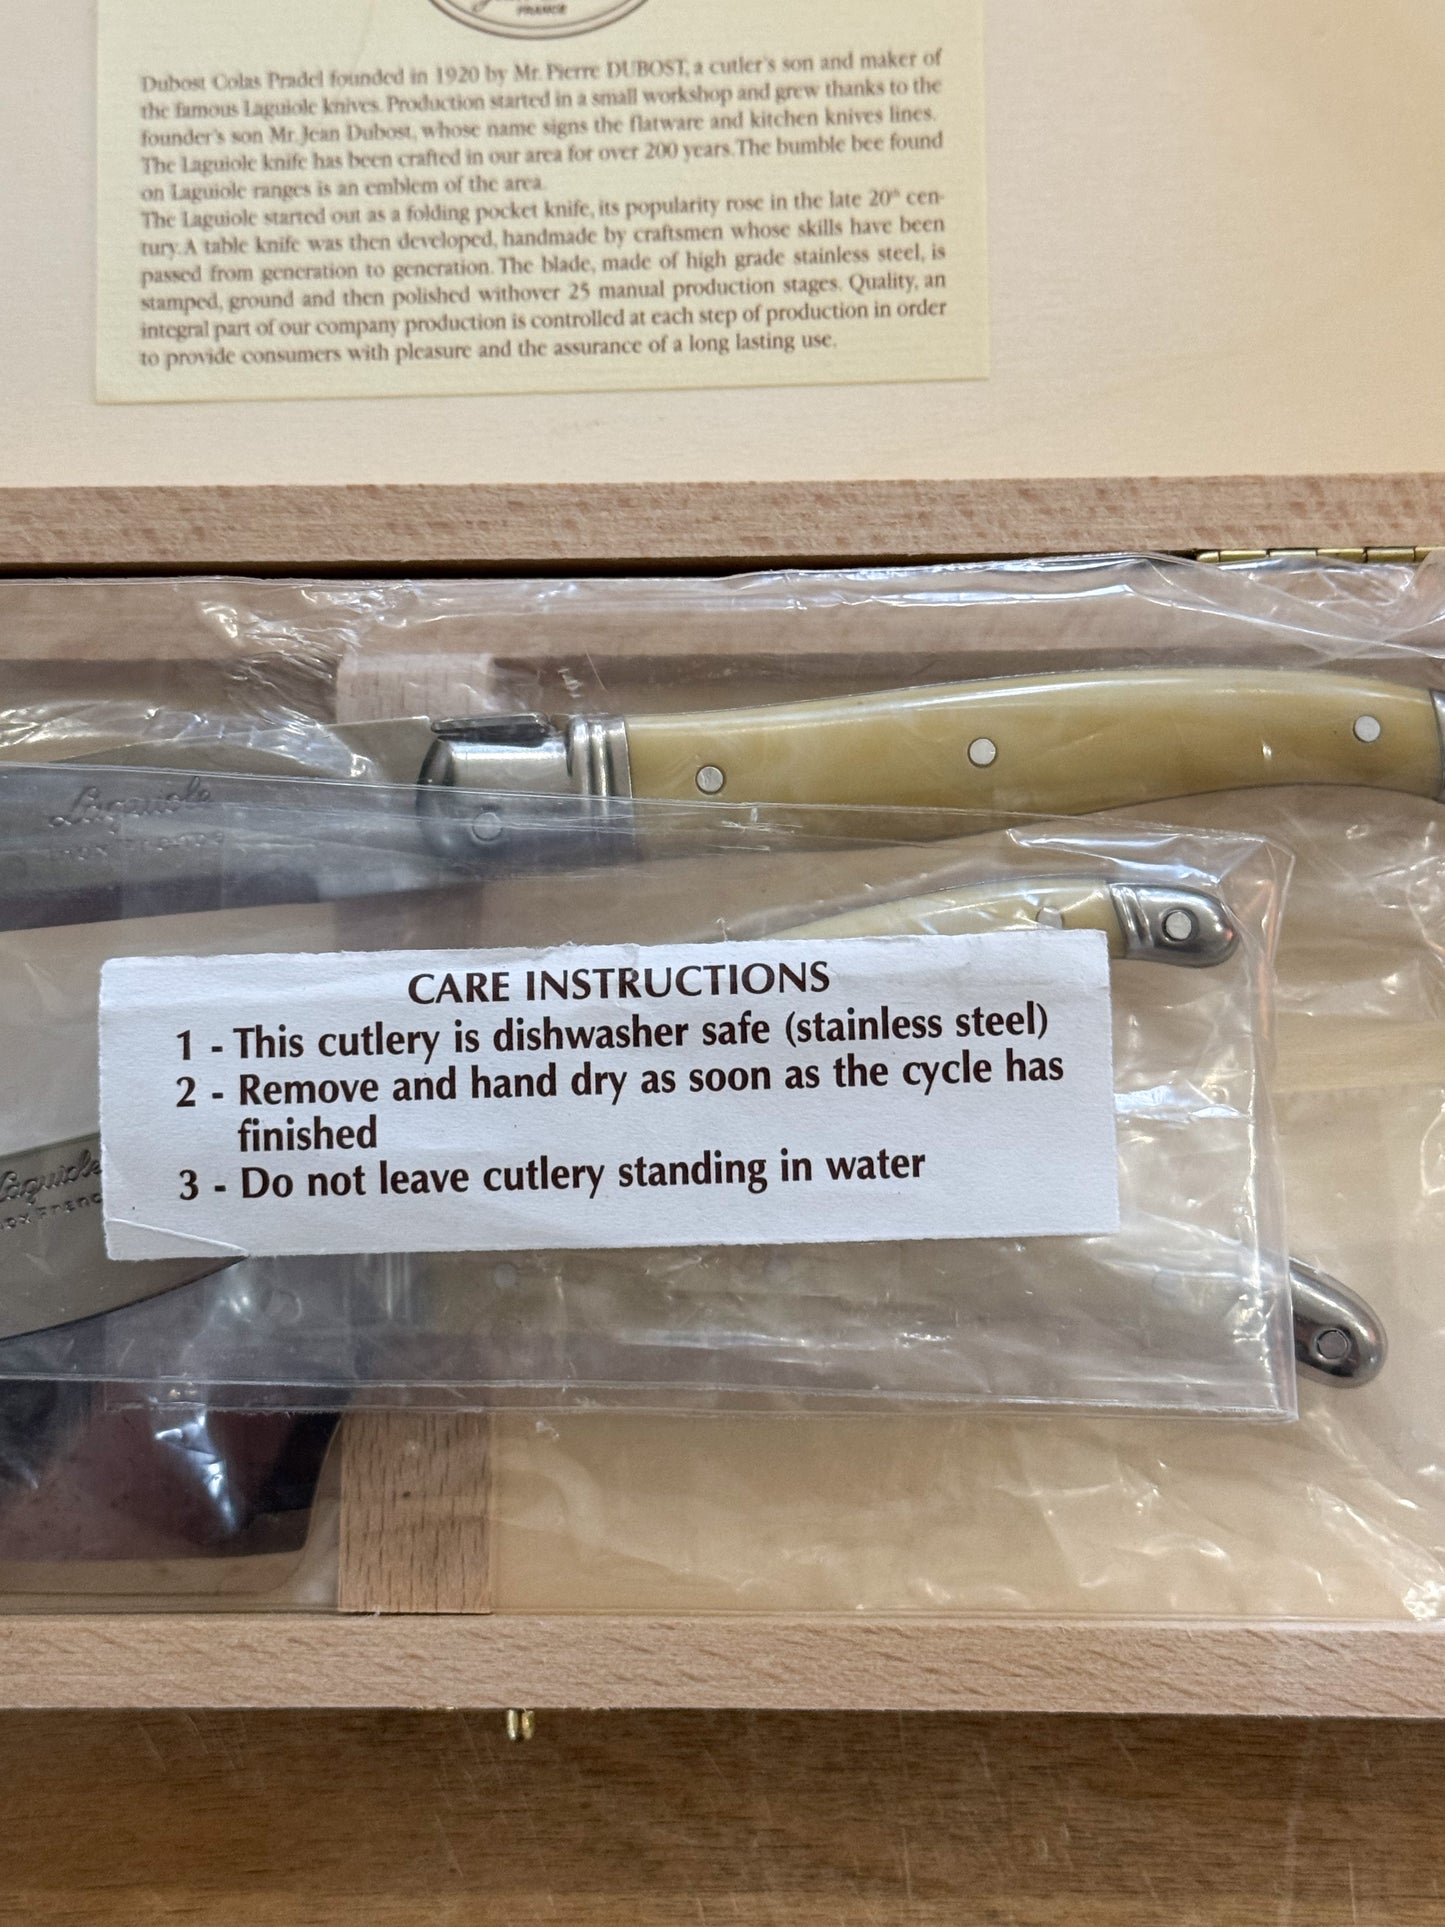 FRANCE
Dubost Colas Pradel founded in 1920 by Mr. Pierre DUBOST, a cutler's son and maker of
the famous Laguiole knives. Production started in a small workshop and grew thanks to the
founder's son Mr. Jean Dubost, whose name signs the flatware and kitchen knives lines.
The Laguiole knife has been crafted in our area for over 200 years. The bumble bee found
on Laguiole ranges is an emblem of the area.
The Laguiole started out as a folding pocket knife, its popularity rose in the late 20th cen-
tury. A table knife was then developed, handmade by craftsmen whose skills have been
passed from generation to generation. The blade, made of high grade stainless steel, is
stamped, ground and then polished withover 25 manual production stages. Quality, an
integral part of our company production is controlled at each step of production in order
to provide consumers with pleasure and the assurance of a long lasting use.
Laguiole
Inox France
CARE INSTRUCTIONS
1 - This cutlery is dishwasher safe (stainless steel)
2 - Remove and hand dry as soon as the cycle has
finished
3 - Do not leave cutlery standing in water
Laguiole